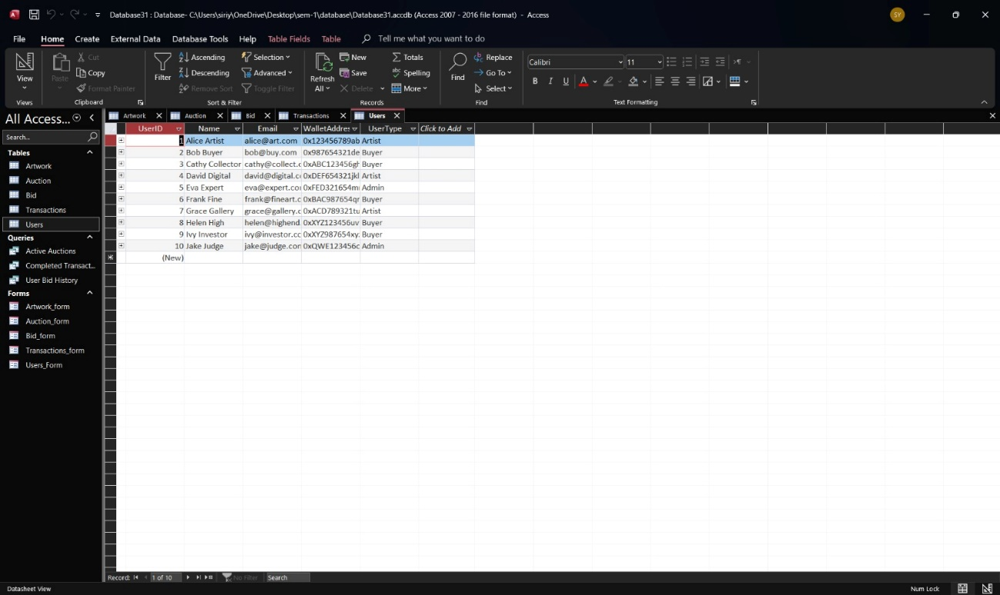 Database31 : Database- C:\Users\siriy\OneDrive\Desktop\sem-1\database\Database31.accdb (Access 2007 - 2016 file format) - Access
SY
File Home Create External Data Database Tools Help Table Fields Table Tell me what you want to do
View
Views
Paste
Cut
Copy
Format Painter
Clipboard
Filter
Ascending
Descending
Remove Sort
Selection
Advanced
Toggle Filter
Sort & Filter
Refresh All
New
Save
Delete
Totals
Spelling
More
Records
Find
Replace
Go To
Select
Find
Calibri 11
B I U A
Text Formatting
All Access...
Search...
Tables
Artwork
Auction
Bid
Transactions
Users
Queries
Active Auctions
Completed Transact...
User Bid History
Forms
Artwork_form
Auction_form
Bid_form
Transactions_form
Users_Form
Artwork Auction Bid Transactions Users
UserID Name Email WalletAddres UserType Click to Add
1 Alice Artist alice@art.com 0x123456789ab Artist
2 Bob Buyer bob@buy.com 0x987654321de Buyer
3 Cathy Collector cathy@collect.c 0xABC123456gh Buyer
4 David Digital david@digital.co 0xDEF654321jkl Artist
5 Eva Expert eva@expert.co 0xFED321654m Admin
6 Frank Fine frank@fineart.c 0xBAC987654qr Buyer
7 Grace Gallery grace@gallery.c 0xACD789321tu Artist
8 Helen High helen@highend. 0xXYZ123456uv Buyer
9 Ivy Investor ivy@investor.cc 0xXYZ987654xy Buyer
10 Jake Judge jake@judge.con 0xQWE123456c Admin
(New)
Record: 1 of 10 No Filter Search
Datasheet View
Num Lock